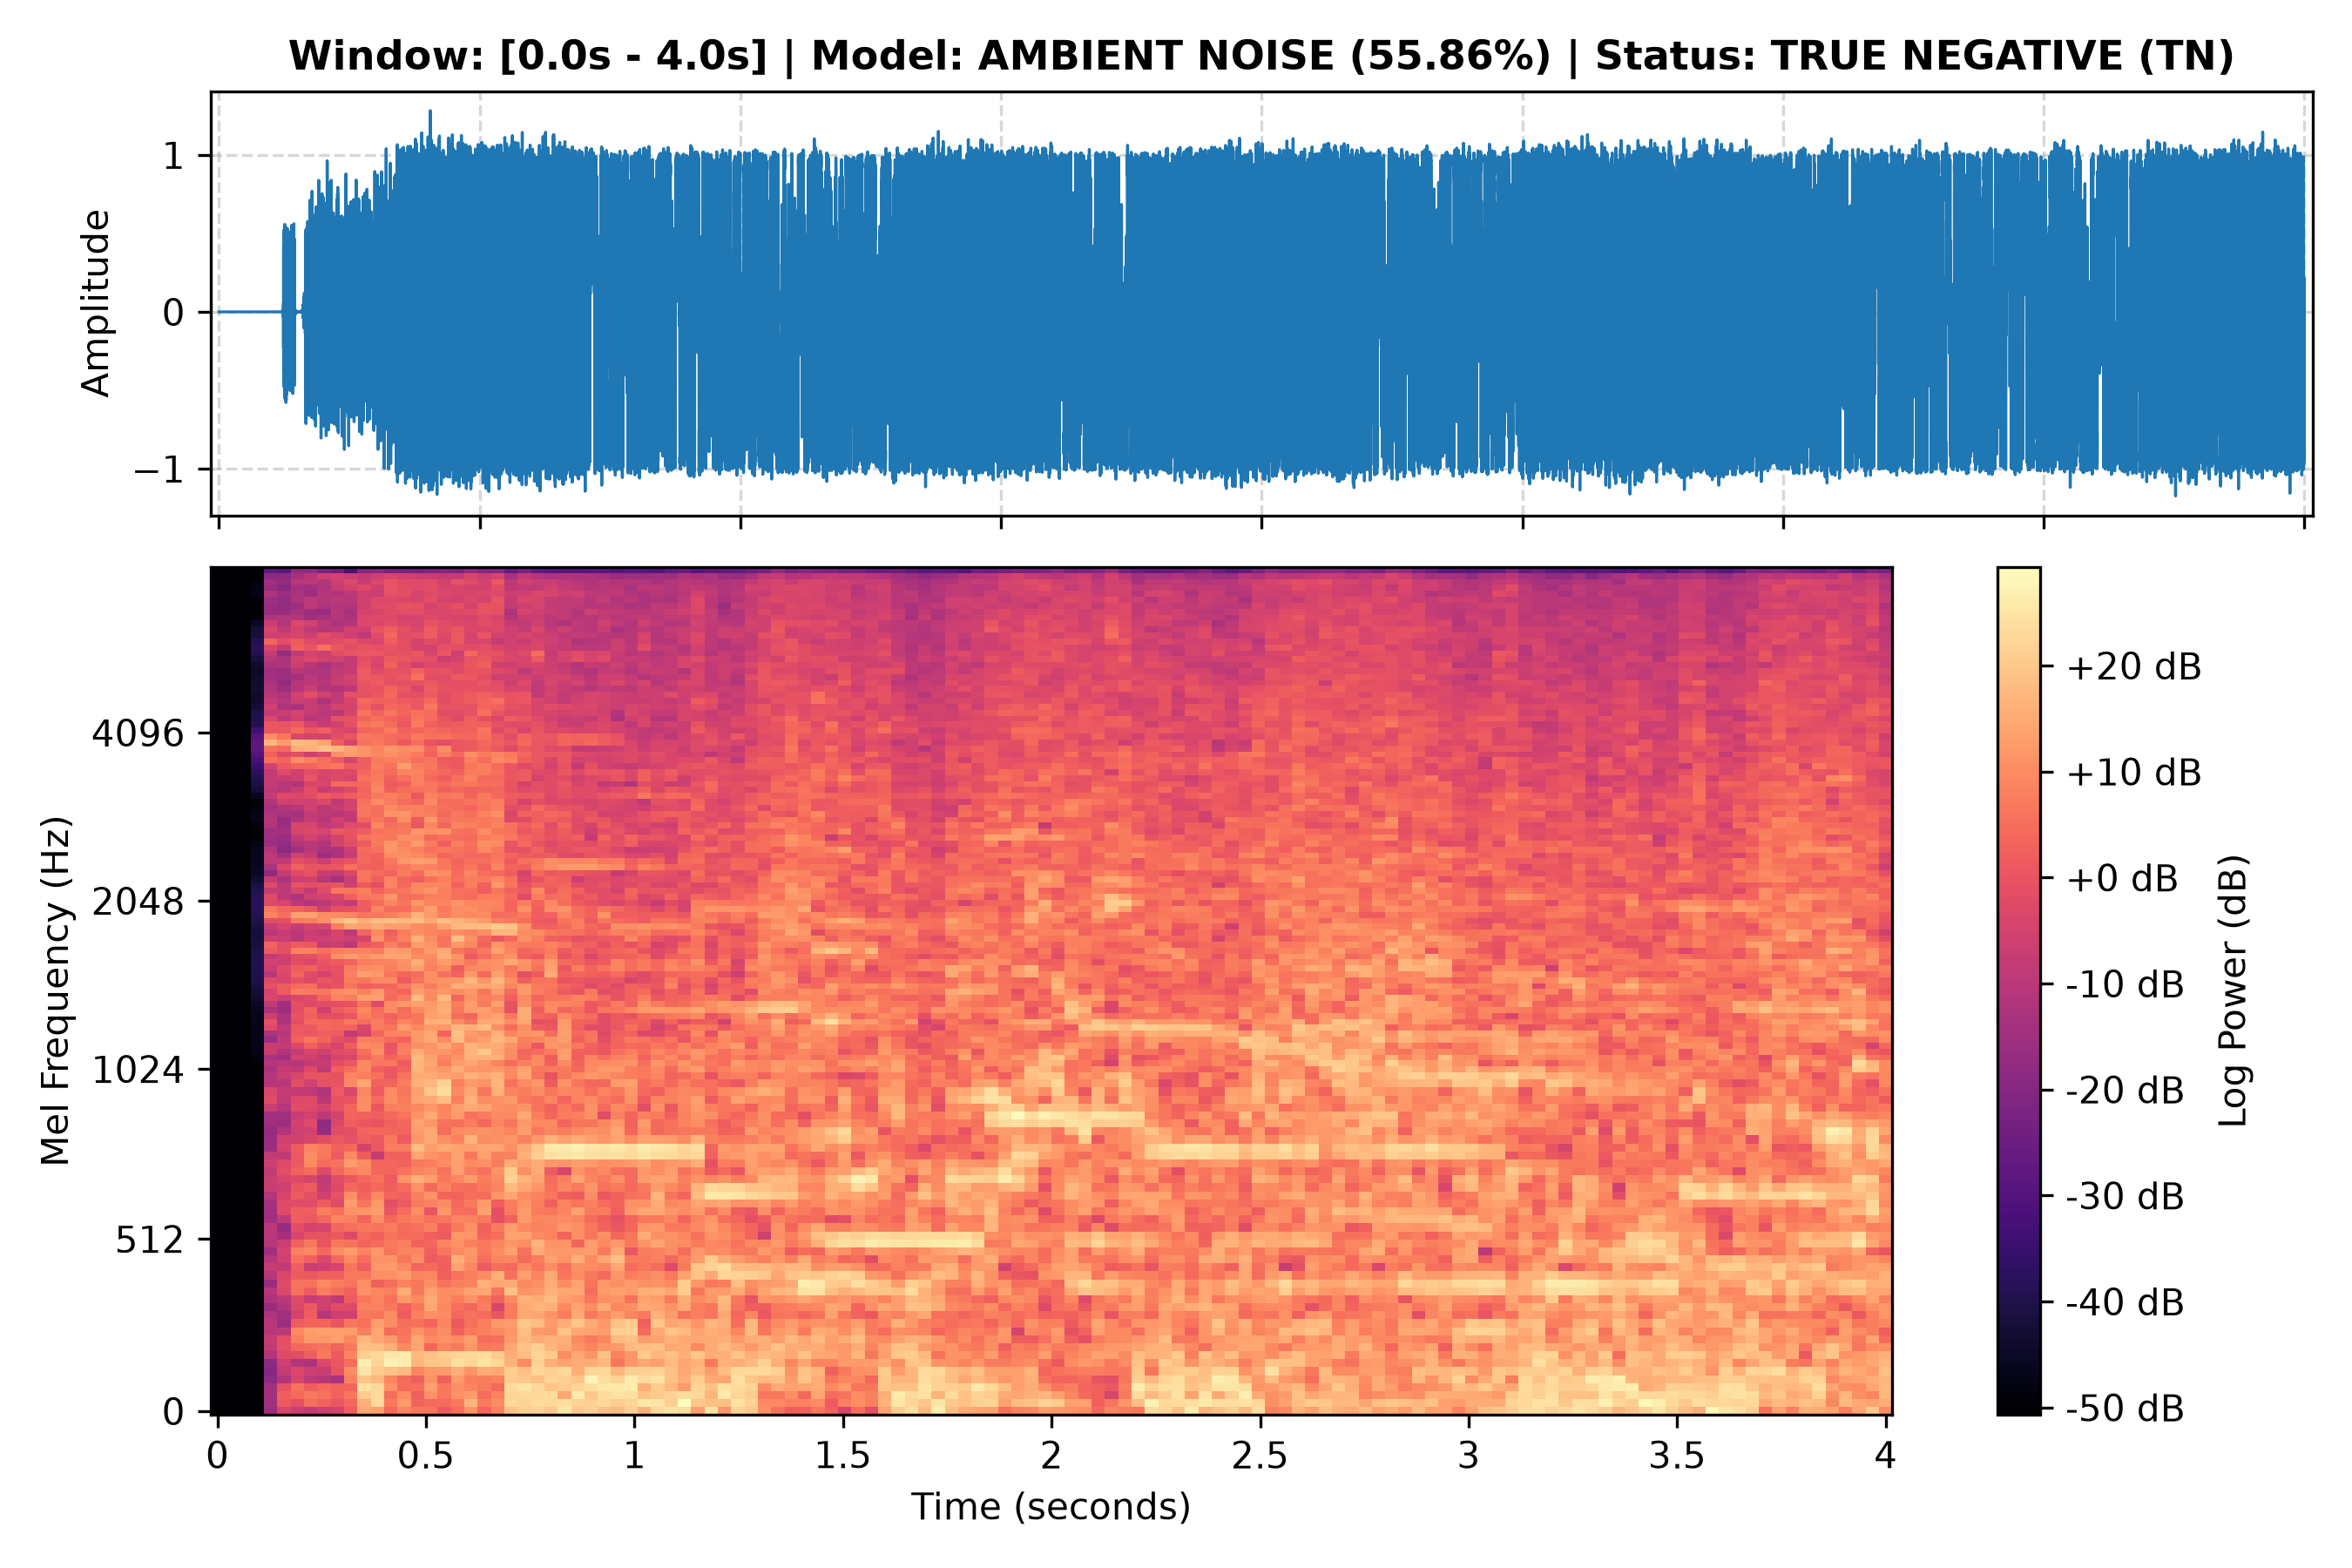 Window: [0.0s - 4.0s] | Model: AMBIENT NOISE (55.86%) | Status: TRUE NEGATIVE (TN)
1
0
−1
Amplitude
4096
2048
1024
512
0
Mel Frequency (Hz)
0
0.5
1
1.5
2
2.5
3
3.5
4
Time (seconds)
+20 dB
+10 dB
+0 dB
-10 dB
-20 dB
-30 dB
-40 dB
-50 dB
Log Power (dB)